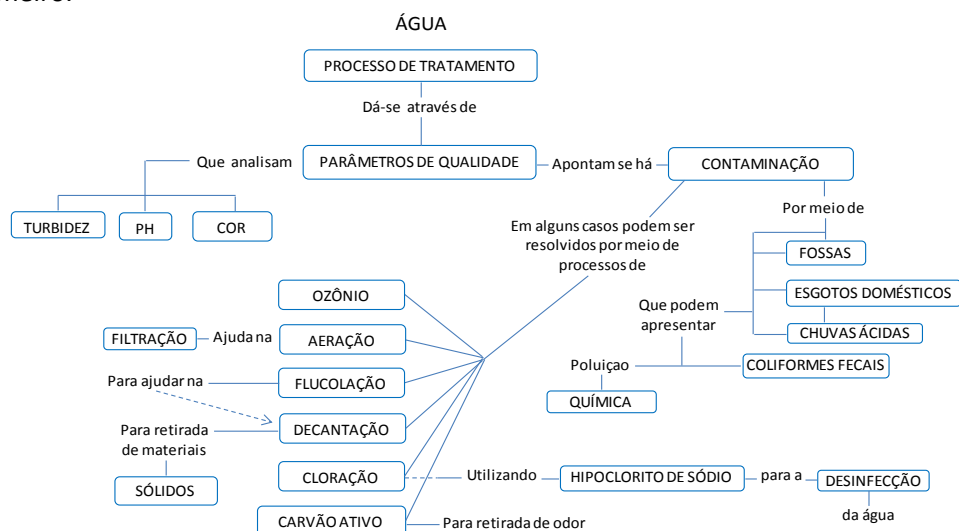 ÁGUA
PROCESSO DE TRATAMENTO
Dá-se através de
Que analisam
PARÂMETROS DE QUALIDADE
Apontam se há
CONTAMINAÇÃO
TURBIDEZ
PH
COR
Por meio de
Em alguns casos podem ser
resolvidos por meio de
processos de
FOSSAS
ESGOTOS DOMÉSTICOS
CHUVAS ÁCIDAS
Que podem
apresentar
Poluiçao
QUÍMICA
COLIFORMES FECAIS
OZÔNIO
FILTRAÇÃO
Ajuda na
AERAÇÃO
Para ajudar na
FLUCOLAÇÃO
DECANTAÇÃO
Para retirada
de materiais
SÓLIDOS
CLORAÇÃO
Utilizando
HIPOCLORITO DE SÓDIO
para a
DESINFECÇÃO
da água
CARVÃO ATIVO
Para retirada de odor